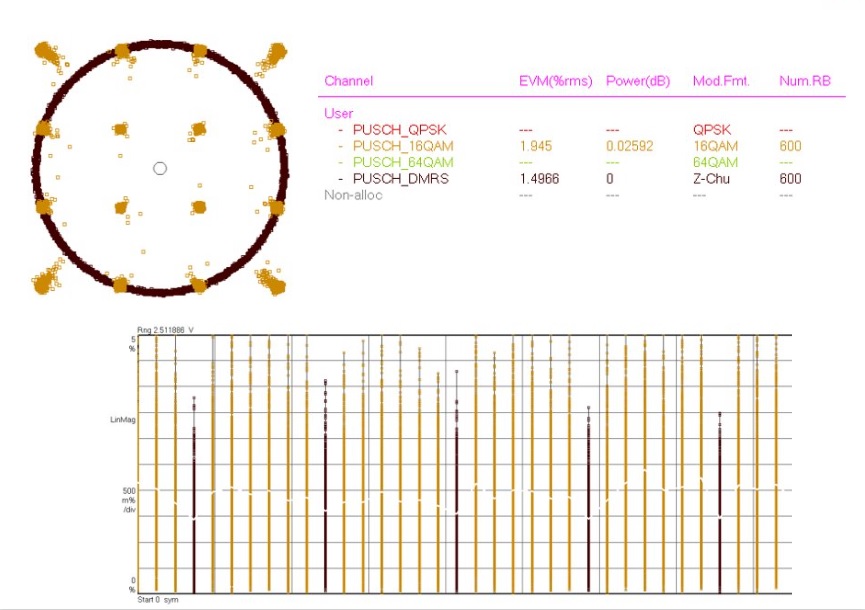 Channel EVM(%rms) Power(dB) Mod.Fmt. Num.RB
User
- PUSCH_QPSK --- --- QPSK ---
- PUSCH_16QAM 1.945 0.02592 16QAM 600
- PUSCH_64QAM --- --- 64QAM ---
- PUSCH_DMRS 1.4966 0 Z-Chu 600
Non-alloc --- --- --- ---
Rng 2.511886 V
5
%
LinMag
500
m%
/div
0
%
Start 0 sym